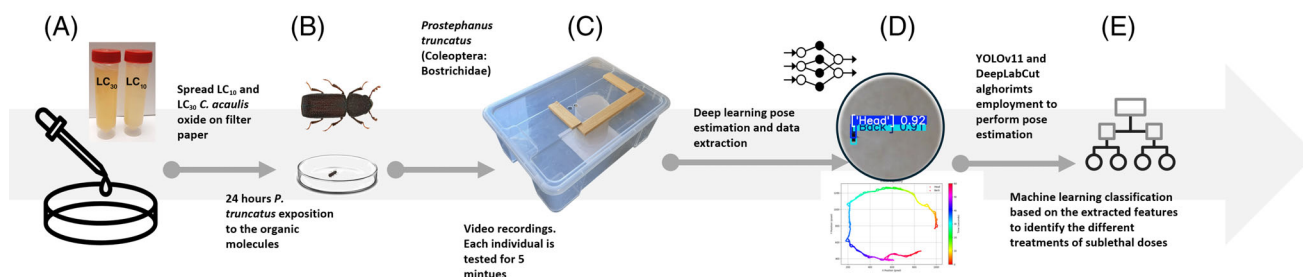 (A)
LC30
LC10
Spread LC10 and
LC30 C. acaulis
oxide on filter
paper
(B)
24 hours P.
truncatus exposition
to the organic
molecules
Prostephanus
truncatus
(Coleoptera:
Bostrichidae)
(C)
Video recordings.
Each individual is
tested for 5
mintues
Deep learning pose
estimation and data
extraction
(D)
['Head'] 0.92
'Back' 0.91
YOLOv11 and
DeepLabCut
alghorimts
employment to
perform pose
estimation
(E)
Machine learning classification
based on the extracted features
to identify the different
treatments of sublethal doses